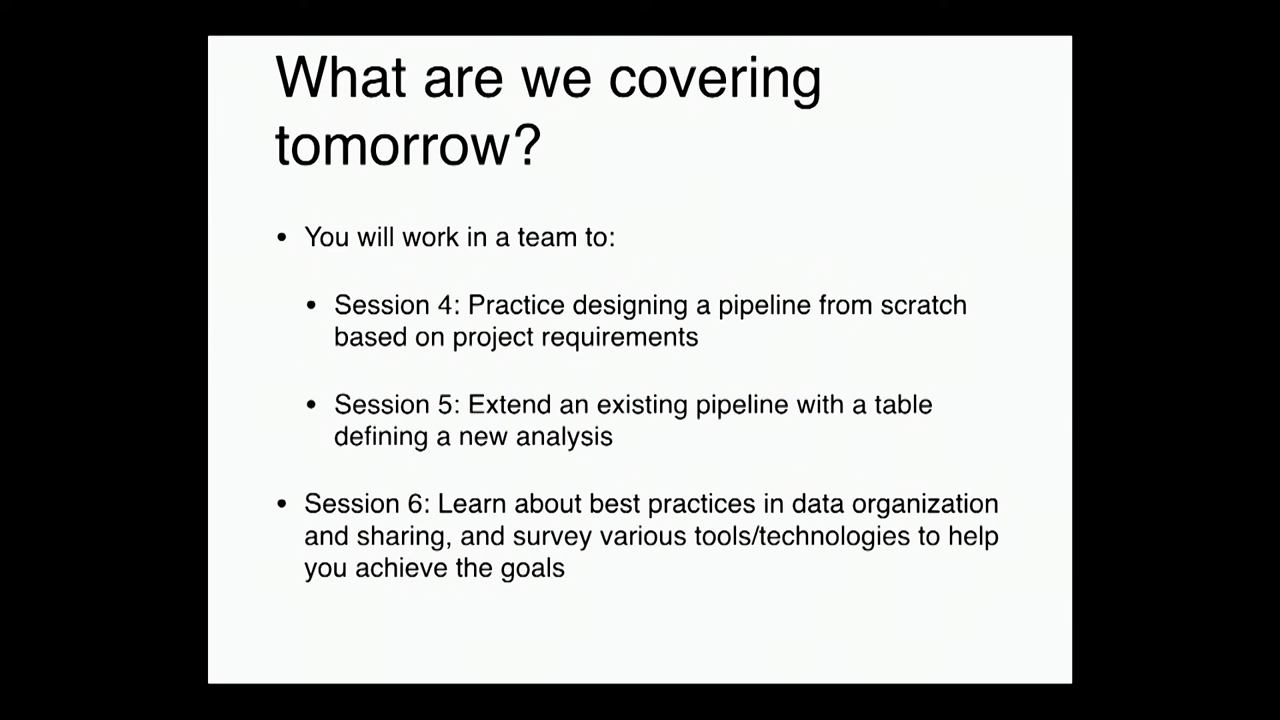 What are we covering
tomorrow?
• You will work in a team to:
• Session 4: Practice designing a pipeline from scratch
based on project requirements
• Session 5: Extend an existing pipeline with a table
defining a new analysis
• Session 6: Learn about best practices in data organization
and sharing, and survey various tools/technologies to help
you achieve the goals